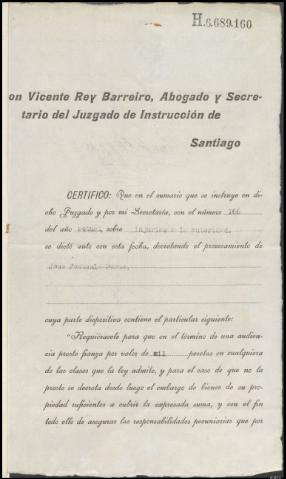 H.6.689.160
on Vicente Rey Barreiro, Abogado y Secre-
tario del Juzgado de Instrucción de
Santiago
CERTIFICO: Que en el sumario que se instruye en di-
cho Juzgado y por mi Secretaría, con el número 166
del año sobre injurias a la autoridad,
se dictó auto con esta fecha, decretando el procesamiento de
cuya parte dispositiva contiene el particular siguiente:
"Requiérasele para que en el término de una audien-
cia preste fianza por valor de mil pesetas en cualquiera
de las clases que la ley admite, y para el caso de que no la
preste se decreta desde luego el embargo de bienes de su pro-
piedad suficientes a cubrir la expresada suma, y con el fin
todo ello de asegurar las responsabilidades pecuniarias que por